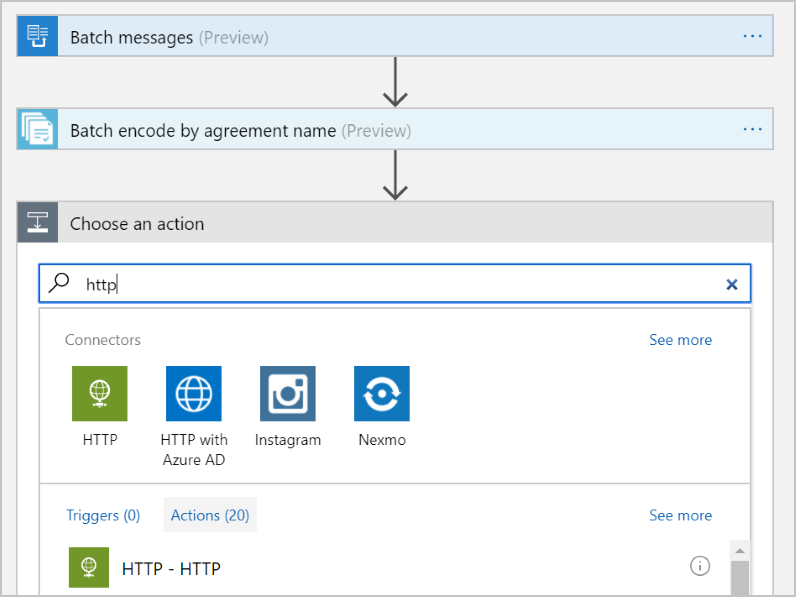 Batch messages (Preview)
Batch encode by agreement name (Preview)
Choose an action
http
Connectors See more
HTTP HTTP with Azure AD Instagram Nexmo
Triggers (0) Actions (20) See more
HTTP - HTTP